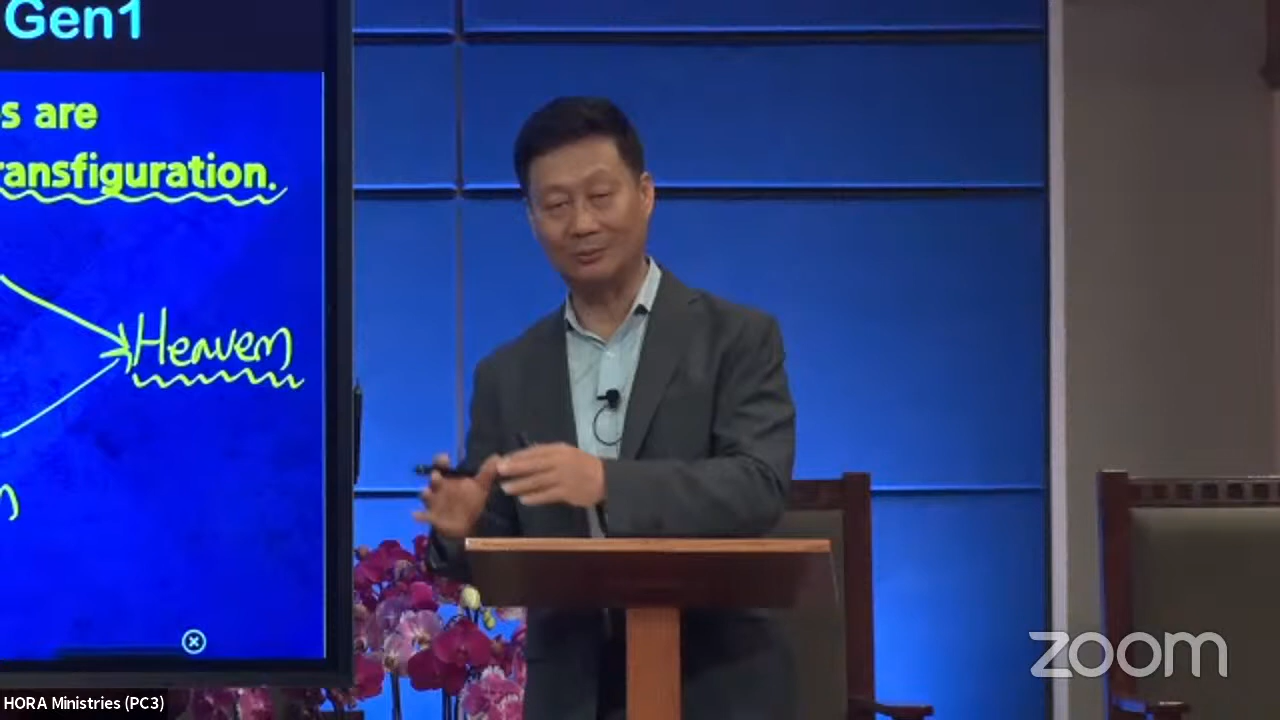 Gen1
s are
ransfiguration.
Heaven
n
zoom
HORA Ministries (PC3)